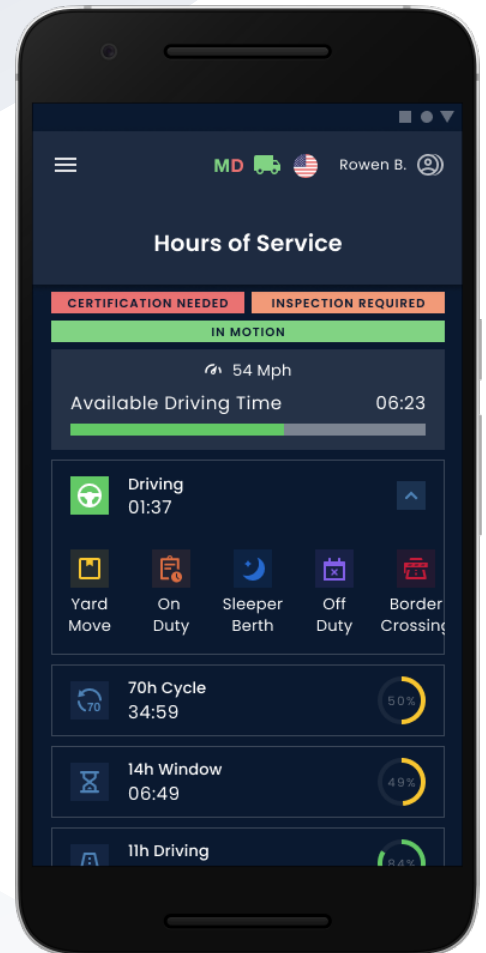 MD Rowen B.
Hours of Service
CERTIFICATION NEEDED INSPECTION REQUIRED
IN MOTION
54 Mph
Available Driving Time 06:23
Driving
01:37
Yard Move
On Duty
Sleeper Berth
Off Duty
Border Crossing
70h Cycle
70
34:59
50%
14h Window
06:49
49%
11h Driving
84%